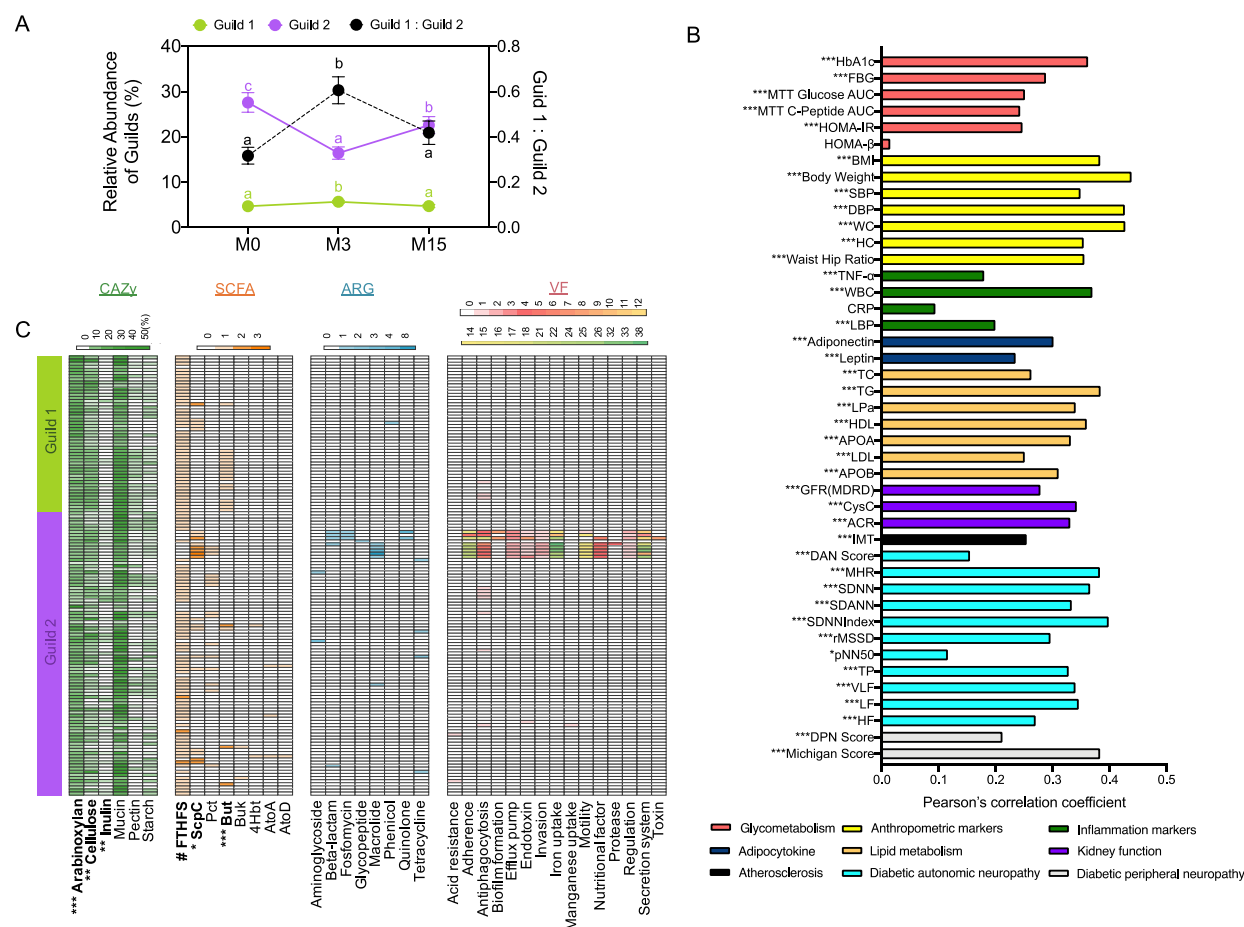 A
Guild 1
Guild 2
Guild 1 : Guild 2
Relative Abundance
of Guilds (%)
40
30
20
10
0
c
a
a
b
a
b
b
a
a
0.8
0.6
0.4
0.2
0.0
Guid 1 : Guild 2
M0
M3
M15
B
***HbA1c
***FBG
***MTT Glucose AUC
***MTT C-Peptide AUC
***HOMA-IR
HOMA-β
***BMI
***Body Weight
***SBP
***DBP
***WC
***HC
***Waist Hip Ratio
***TNF-α
***WBC
CRP
***LBP
***Adiponectin
***Leptin
***TC
***TG
***LPa
***HDL
***APOA
***LDL
***APOB
***GFR(MDRD)
***CysC
***ACR
***IMT
***DAN Score
***MHR
***SDNN
***SDANN
***SDNNIndex
***rMSSD
*pNN50
***TP
***VLF
***LF
***HF
***DPN Score
***Michigan Score
0.0 0.1 0.2 0.3 0.4 0.5
Pearson's correlation coefficient
Glycometabolism
Anthropometric markers
Inflammation markers
Adipocytokine
Lipid metabolism
Kidney function
Atherosclerosis
Diabetic autonomic neuropathy
Diabetic peripheral neuropathy
C
CAZy
0 10 20 30 40 50(%)
SCFA
0 1 2 3
ARG
0 1 2 4 8
VF
0 1 2 3 4 5 6 7 9 10 11 12
14 15 16 17 18 21 22 24 25 32 33 38
Guild 1
Guild 2
*** Arabinoxylan
** Cellulose
** Inulin
Mucin
Pectin
Starch
# FTHFS
* ScpC
Pct
*** But
Buk
4Hbt
AtoA
AtoD
Aminoglycoside
Beta-lactam
Fosfomycin
Glycopeptide
Macrolide
Phenicol
Quinolone
Tetracycline
Acid resistance
Adherence
Antiphagocytosis
Biofilm formation
Efflux pump
Endotoxin
Invasion
Iron uptake
Manganese uptake
Motility
Nutritional factor
Protease
Regulation
Secretion system
Toxin